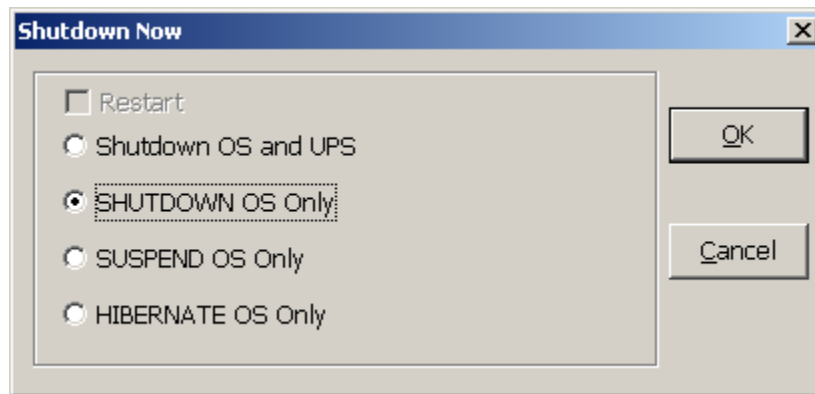 Shutdown Now
Restart
Shutdown OS and UPS
OK
SHUTDOWN OS Only
SUSPEND OS Only
Cancel
HIBERNATE OS Only